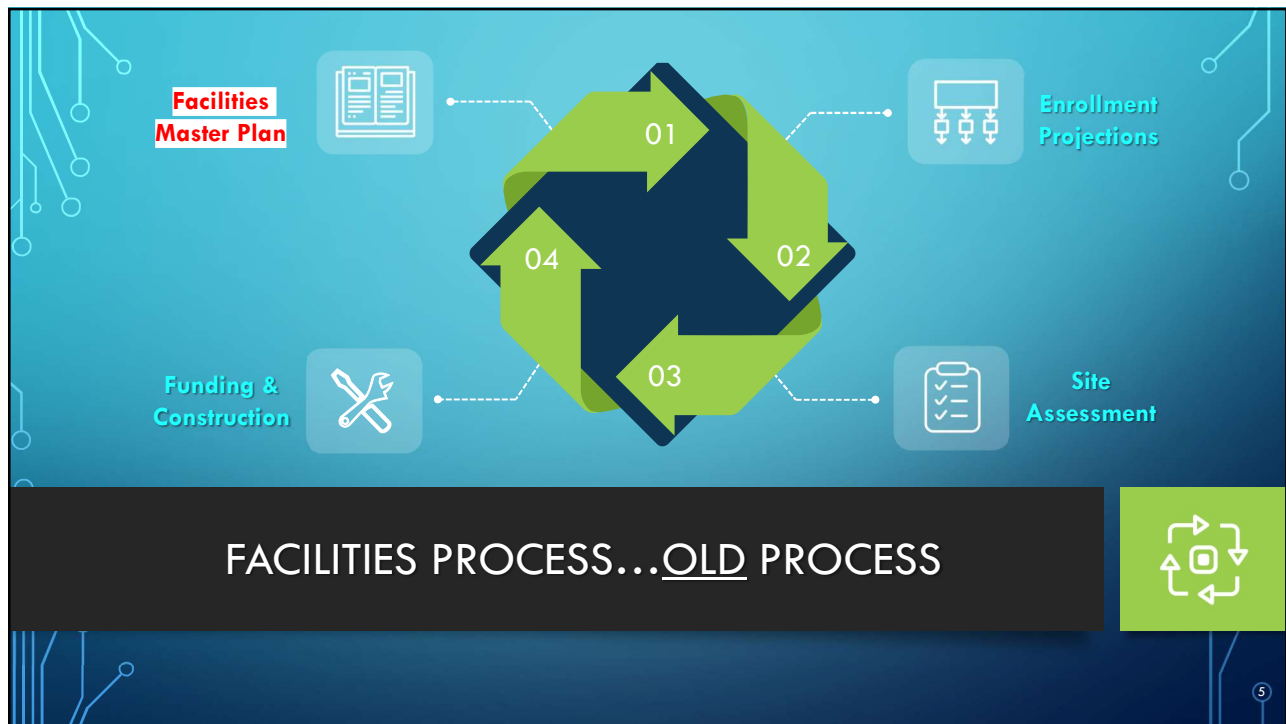 Facilities
Master Plan
01
Enrollment
Projections
02
04
03
Funding &
Construction
Site
Assessment
FACILITIES PROCESS...OLD PROCESS
5